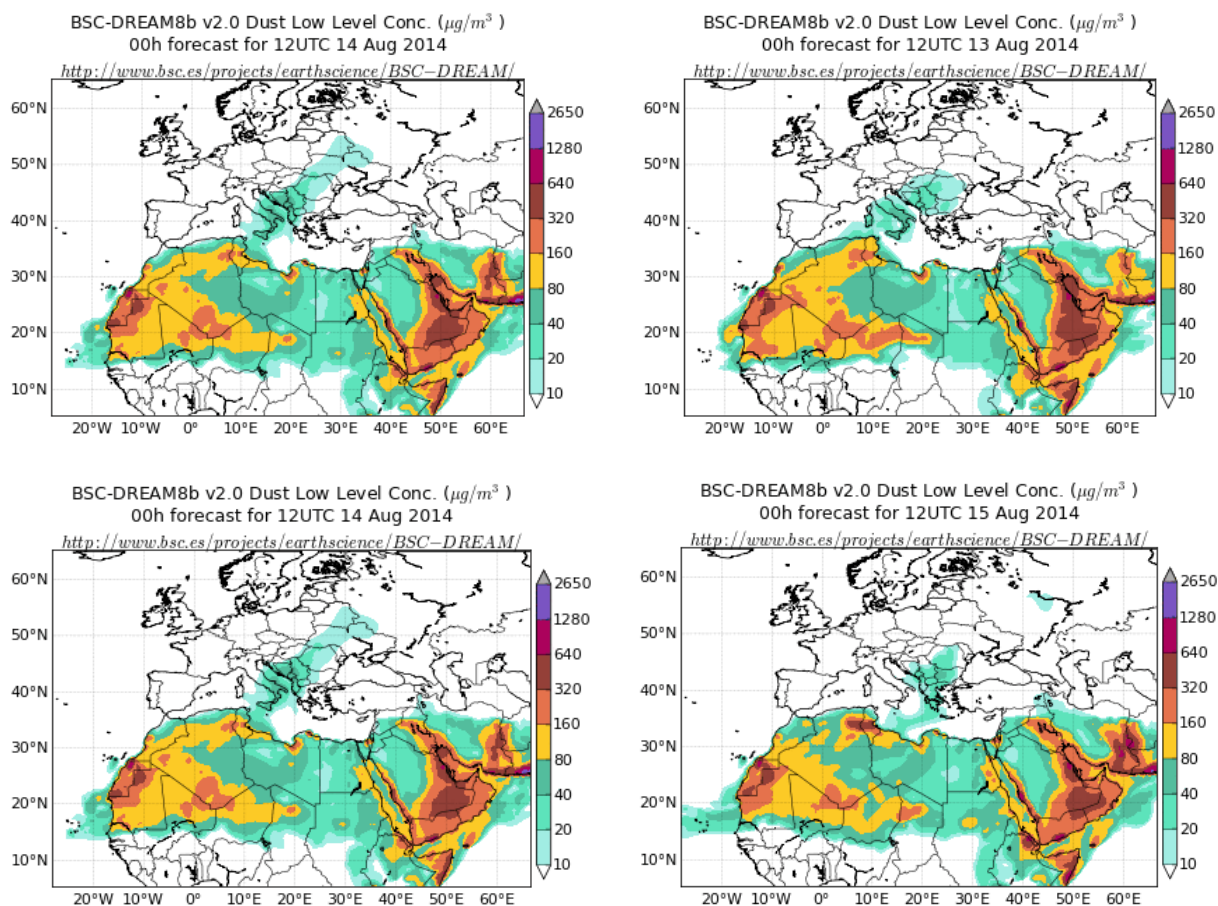 BSC-DREAM8b v2.0 Dust Low Level Conc. (μg/m³ )
00h forecast for 12UTC 14 Aug 2014
http://www.bsc.es/projects/earthscience/BSC−DREAM/
60°N
50°N
40°N
30°N
20°N
10°N
20°W 10°W 0° 10°E 20°E 30°E 40°E 50°E 60°E
2650
1280
640
320
160
80
40
20
10
BSC-DREAM8b v2.0 Dust Low Level Conc. (μg/m³ )
00h forecast for 12UTC 13 Aug 2014
http://www.bsc.es/projects/earthscience/BSC−DREAM/
60°N
50°N
40°N
30°N
20°N
10°N
20°W 10°W 0° 10°E 20°E 30°E 40°E 50°E 60°E
2650
1280
640
320
160
80
40
20
10
BSC-DREAM8b v2.0 Dust Low Level Conc. (μg/m³ )
00h forecast for 12UTC 14 Aug 2014
http://www.bsc.es/projects/earthscience/BSC−DREAM/
60°N
50°N
40°N
30°N
20°N
10°N
20°W 10°W 0° 10°E 20°E 30°E 40°E 50°E 60°E
2650
1280
640
320
160
80
40
20
10
BSC-DREAM8b v2.0 Dust Low Level Conc. (μg/m³ )
00h forecast for 12UTC 15 Aug 2014
http://www.bsc.es/projects/earthscience/BSC−DREAM/
60°N
50°N
40°N
30°N
20°N
10°N
20°W 10°W 0° 10°E 20°E 30°E 40°E 50°E 60°E
2650
1280
640
320
160
80
40
20
10